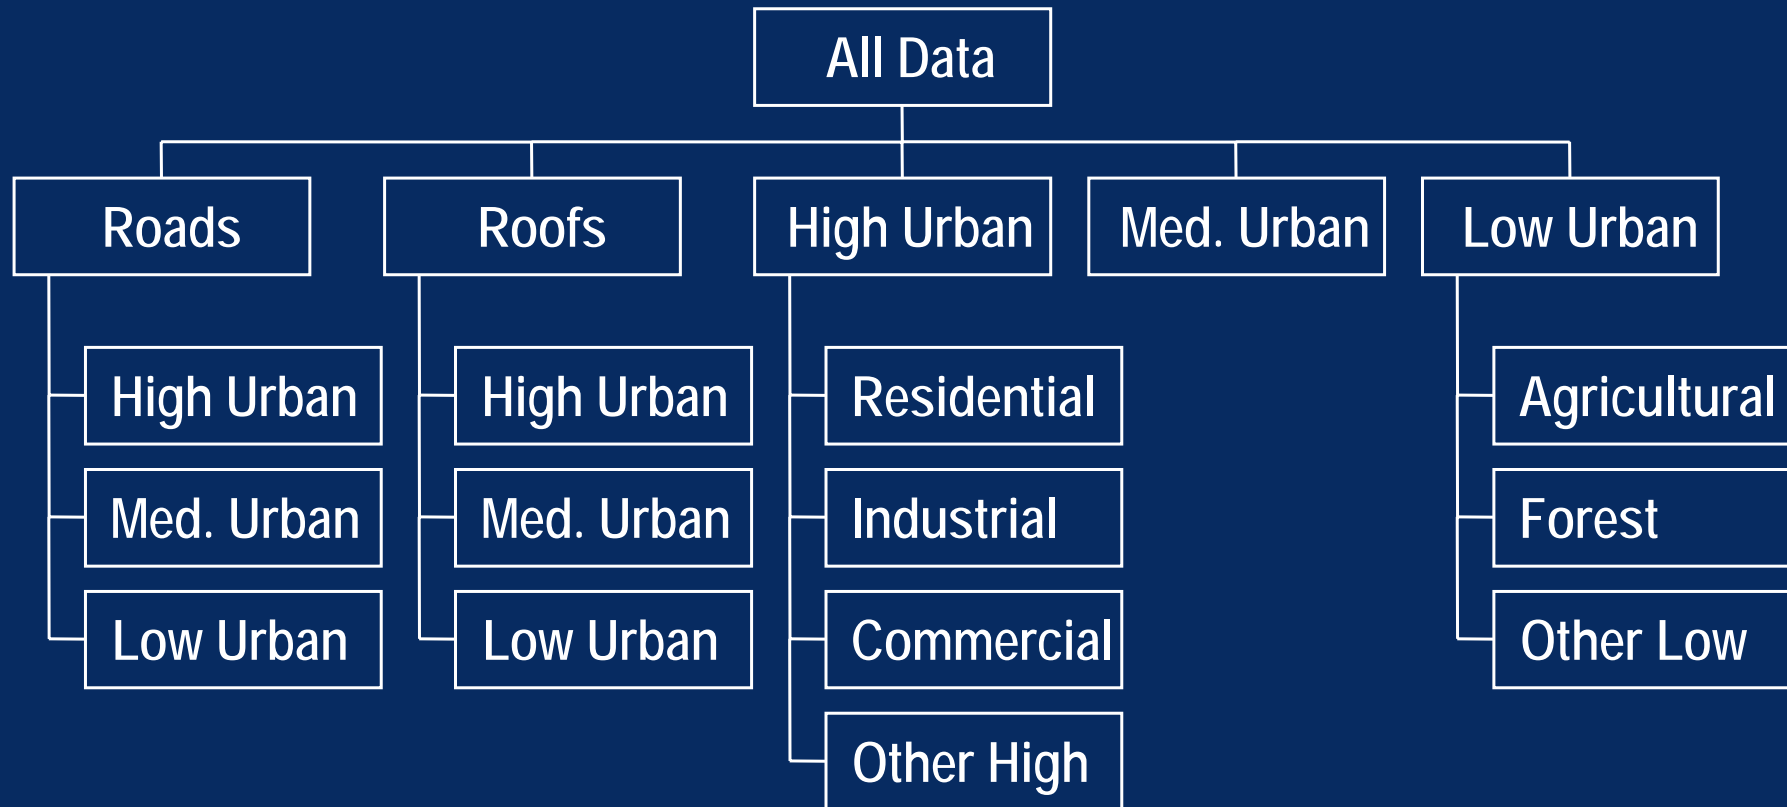 All Data
Roads
Roofs
High Urban
Med. Urban
Low Urban
High Urban
Med. Urban
Low Urban
High Urban
Med. Urban
Low Urban
Residential
Industrial
Commercial
Other High
Agricultural
Forest
Other Low